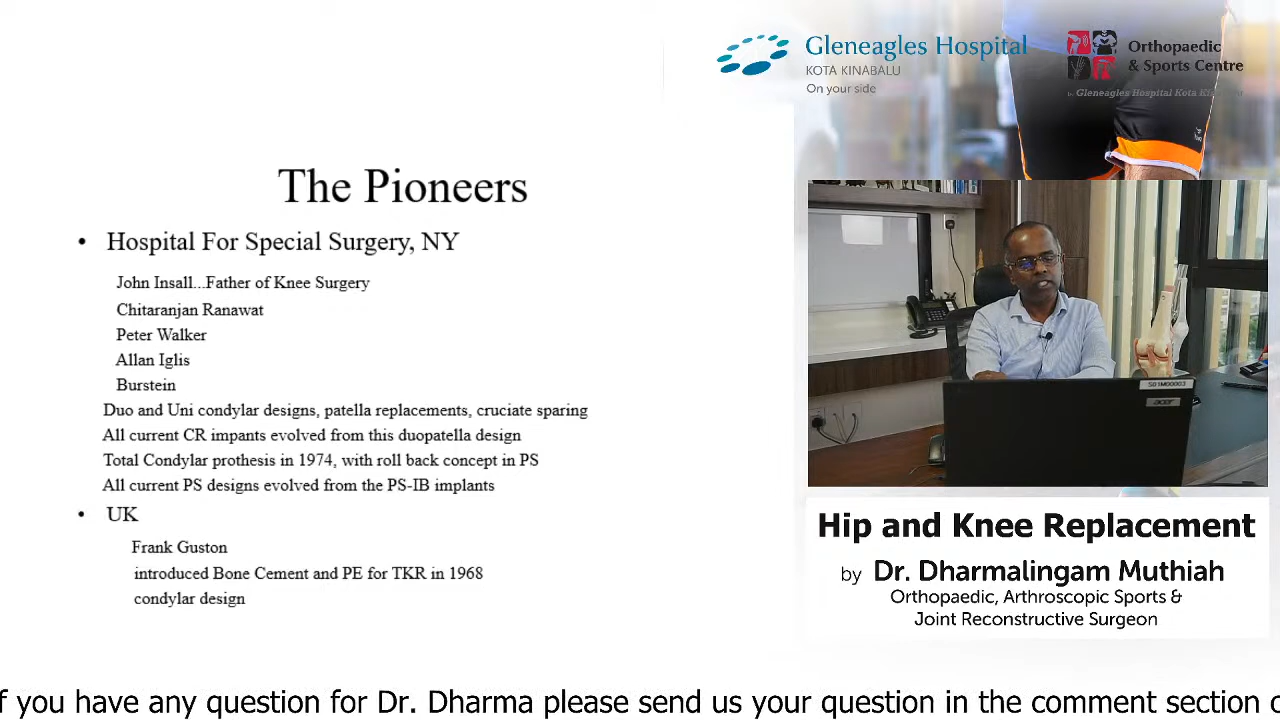 Gleneagles Hospital
KOTA KINABALU
On your side
Orthopaedic
& Sports Centre
Gleneagles Hospital Kota
The Pioneers
• Hospital For Special Surgery, NY
John Insall...Father of Knee Surgery
Chitaranjan Ranawat
Peter Walker
Allan Iglis
Burstein
Duo and Uni condylar designs, patella replacements, cruciate sparing
All current CR impants evolved from this duopatella design
Total Condylar prothesis in 1974, with roll back concept in PS
All current PS designs evolved from the PS-IB implants
• UK
Frank Guston
introduced Bone Cement and PE for TKR in 1968
condylar design
S01M00003
acer
Hip and Knee Replacement
by Dr. Dharmalingam Muthiah
Orthopaedic, Arthroscopic Sports &
Joint Reconstructive Surgeon
f you have any question for Dr. Dharma please send us your question in the comment section